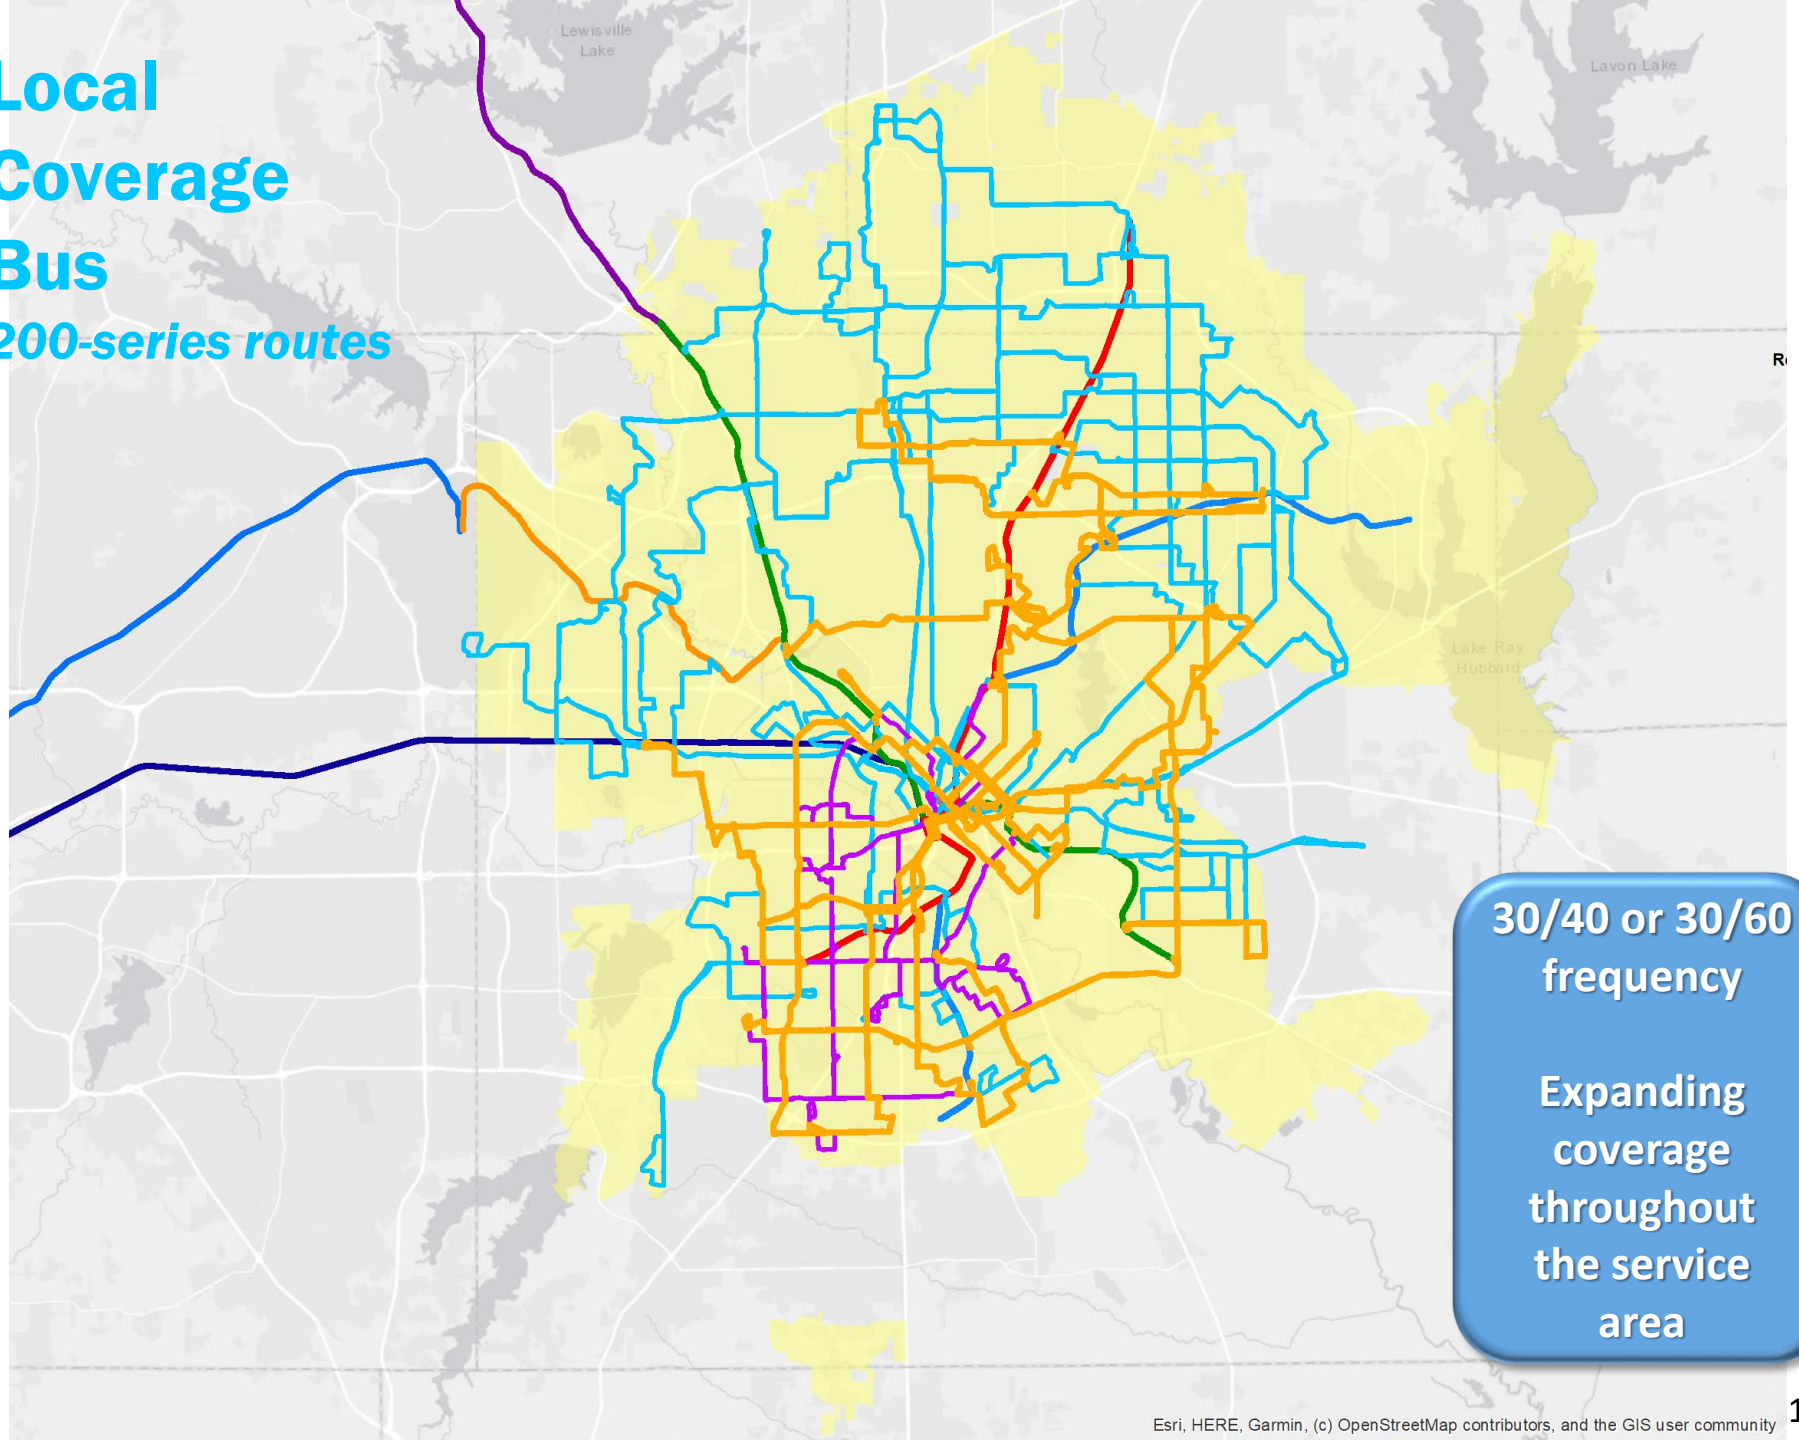 Local
Coverage
Bus
200-series routes
Lewisville
Lake
Lavon Lake
Lake Ray
Hubbard
30/40 or 30/60
frequency
Expanding
coverage
throughout
the service
area
Esri, HERE, Garmin, (c) OpenStreetMap contributors, and the GIS user community